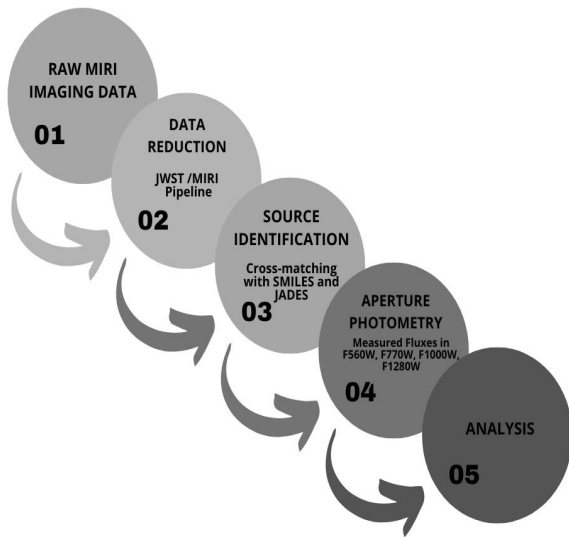 RAW MIRI
IMAGING DATA
01
DATA
REDUCTION
JWST /MIRI
Pipeline
02
SOURCE
IDENTIFICATION
Cross-matching
with SMILES and
JADES
03
APERTURE
PHOTOMETRY
Measured Fluxes in
F560W, F770W, F1000W,
F1280W
04
ANALYSIS
05